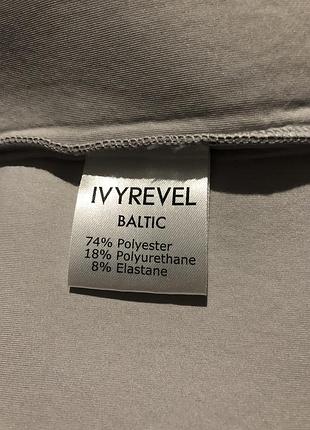 IVYREVEL
BALTIC
74% Polyester
18% Polyurethane
8% Elastane